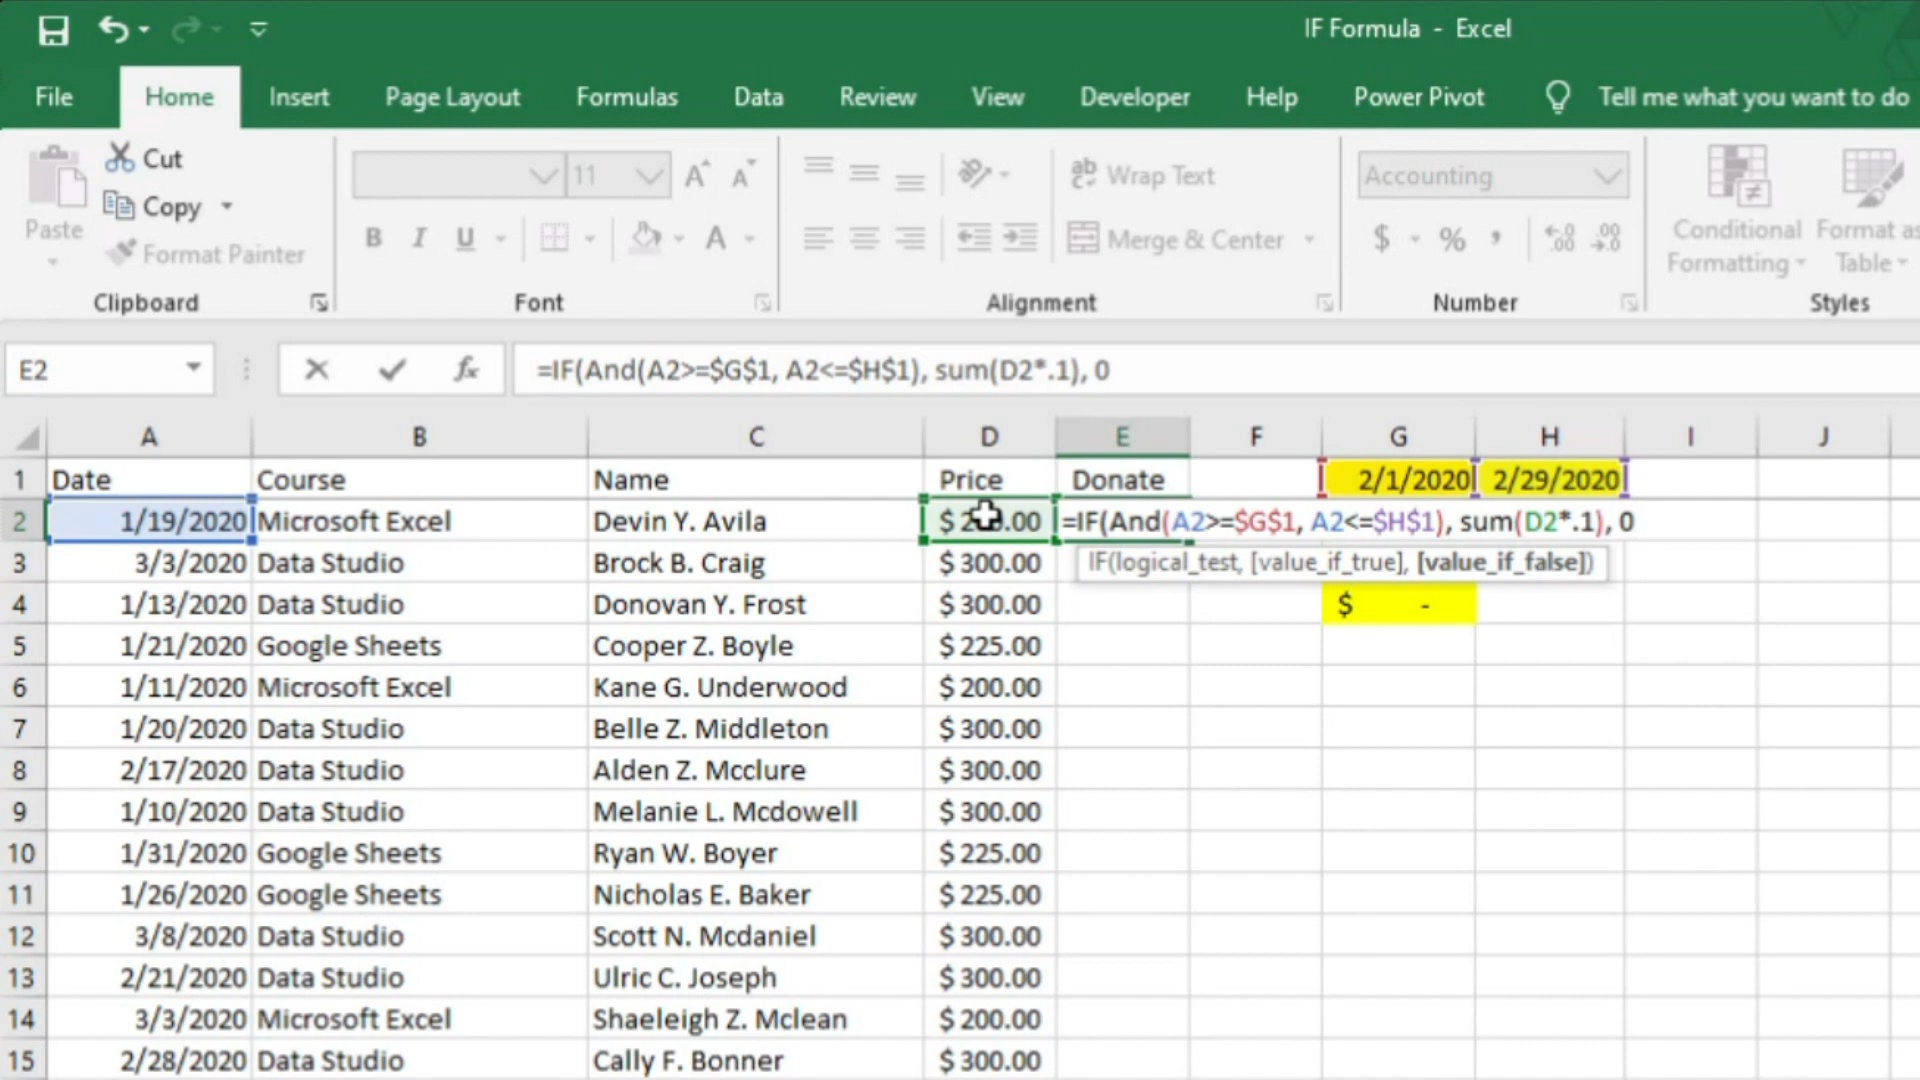 IF Formula - Excel
File Home Insert Page Layout Formulas Data Review View Developer Help Power Pivot Tell me what you want to do
Paste Cut Copy Format Painter
11 A A
B I U A
ab Wrap Text
Merge & Center
Accounting
$ % , .00 .00
Conditional Formatting
Format as Table
Clipboard Font Alignment Number Styles
E2 fx =IF(And(A2>=$G$1, A2<=$H$1), sum(D2*.1), 0
A B C D E F G H I J
1 Date Course Name Price Donate 2/1/2020 2/29/2020
2 1/19/2020 Microsoft Excel Devin Y. Avila =IF(And(A2>=$G$1, A2<=$H$1), sum(D2*.1), 0
IF(logical_test, [value_if_true], [value_if_false])
3 3/3/2020 Data Studio Brock B. Craig $ 300.00
4 1/13/2020 Data Studio Donovan Y. Frost $ 300.00 $ -
5 1/21/2020 Google Sheets Cooper Z. Boyle $ 225.00
6 1/11/2020 Microsoft Excel Kane G. Underwood $ 200.00
7 1/20/2020 Data Studio Belle Z. Middleton $ 300.00
8 2/17/2020 Data Studio Alden Z. Mcclure $ 300.00
9 1/10/2020 Data Studio Melanie L. Mcdowell $ 300.00
10 1/31/2020 Google Sheets Ryan W. Boyer $ 225.00
11 1/26/2020 Google Sheets Nicholas E. Baker $ 225.00
12 3/8/2020 Data Studio Scott N. Mcdaniel $ 300.00
13 2/21/2020 Data Studio Ulric C. Joseph $ 300.00
14 3/3/2020 Microsoft Excel Shaeleigh Z. Mclean $ 200.00
15 2/28/2020 Data Studio Cally F. Bonner $ 300.00